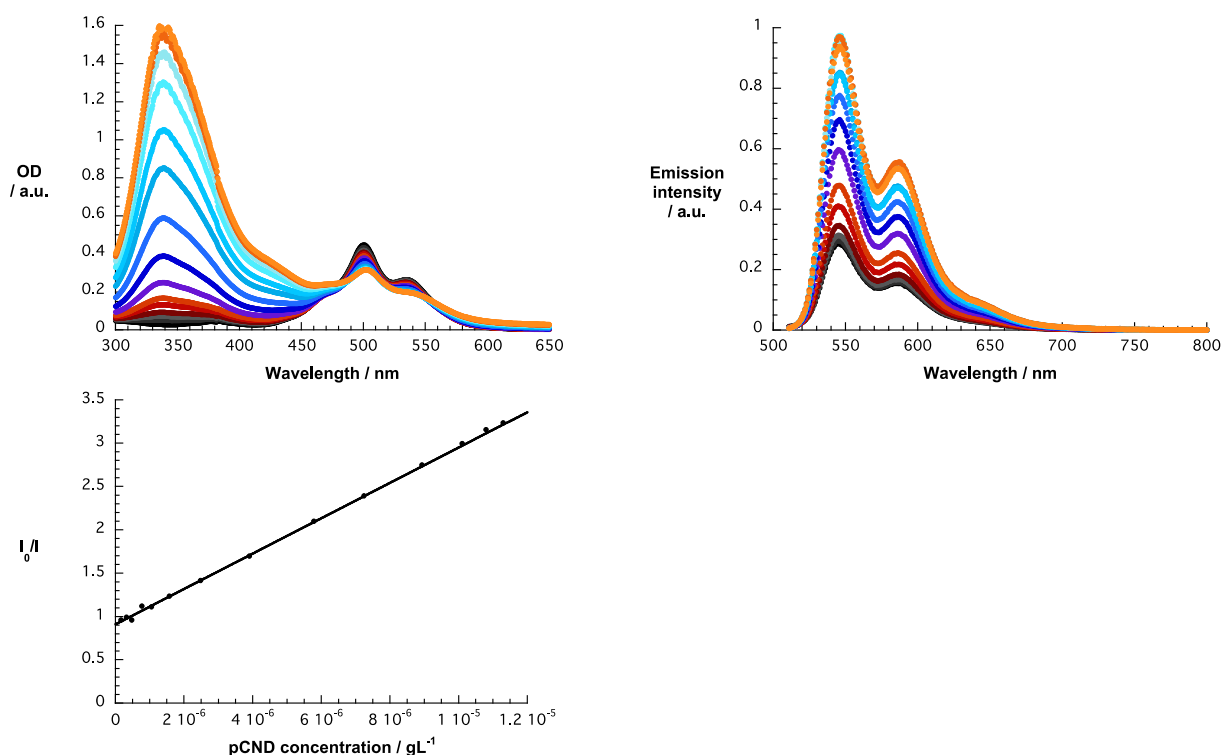 1.6
1.4
1.2
1
0.8
0.6
0.4
0.2
0
OD
/ a.u.
300 350 400 450 500 550 600 650
Wavelength / nm
1
0.8
0.6
0.4
0.2
0
Emission
intensity
/ a.u.
500 550 600 650 700 750 800
Wavelength / nm
3.5
3
2.5
2
1.5
1
0.5
0
I₀/I
0 2 10⁻⁶ 4 10⁻⁶ 6 10⁻⁶ 8 10⁻⁶ 1 10⁻⁵ 1.2 10⁻⁵
pCND concentration / gL⁻¹